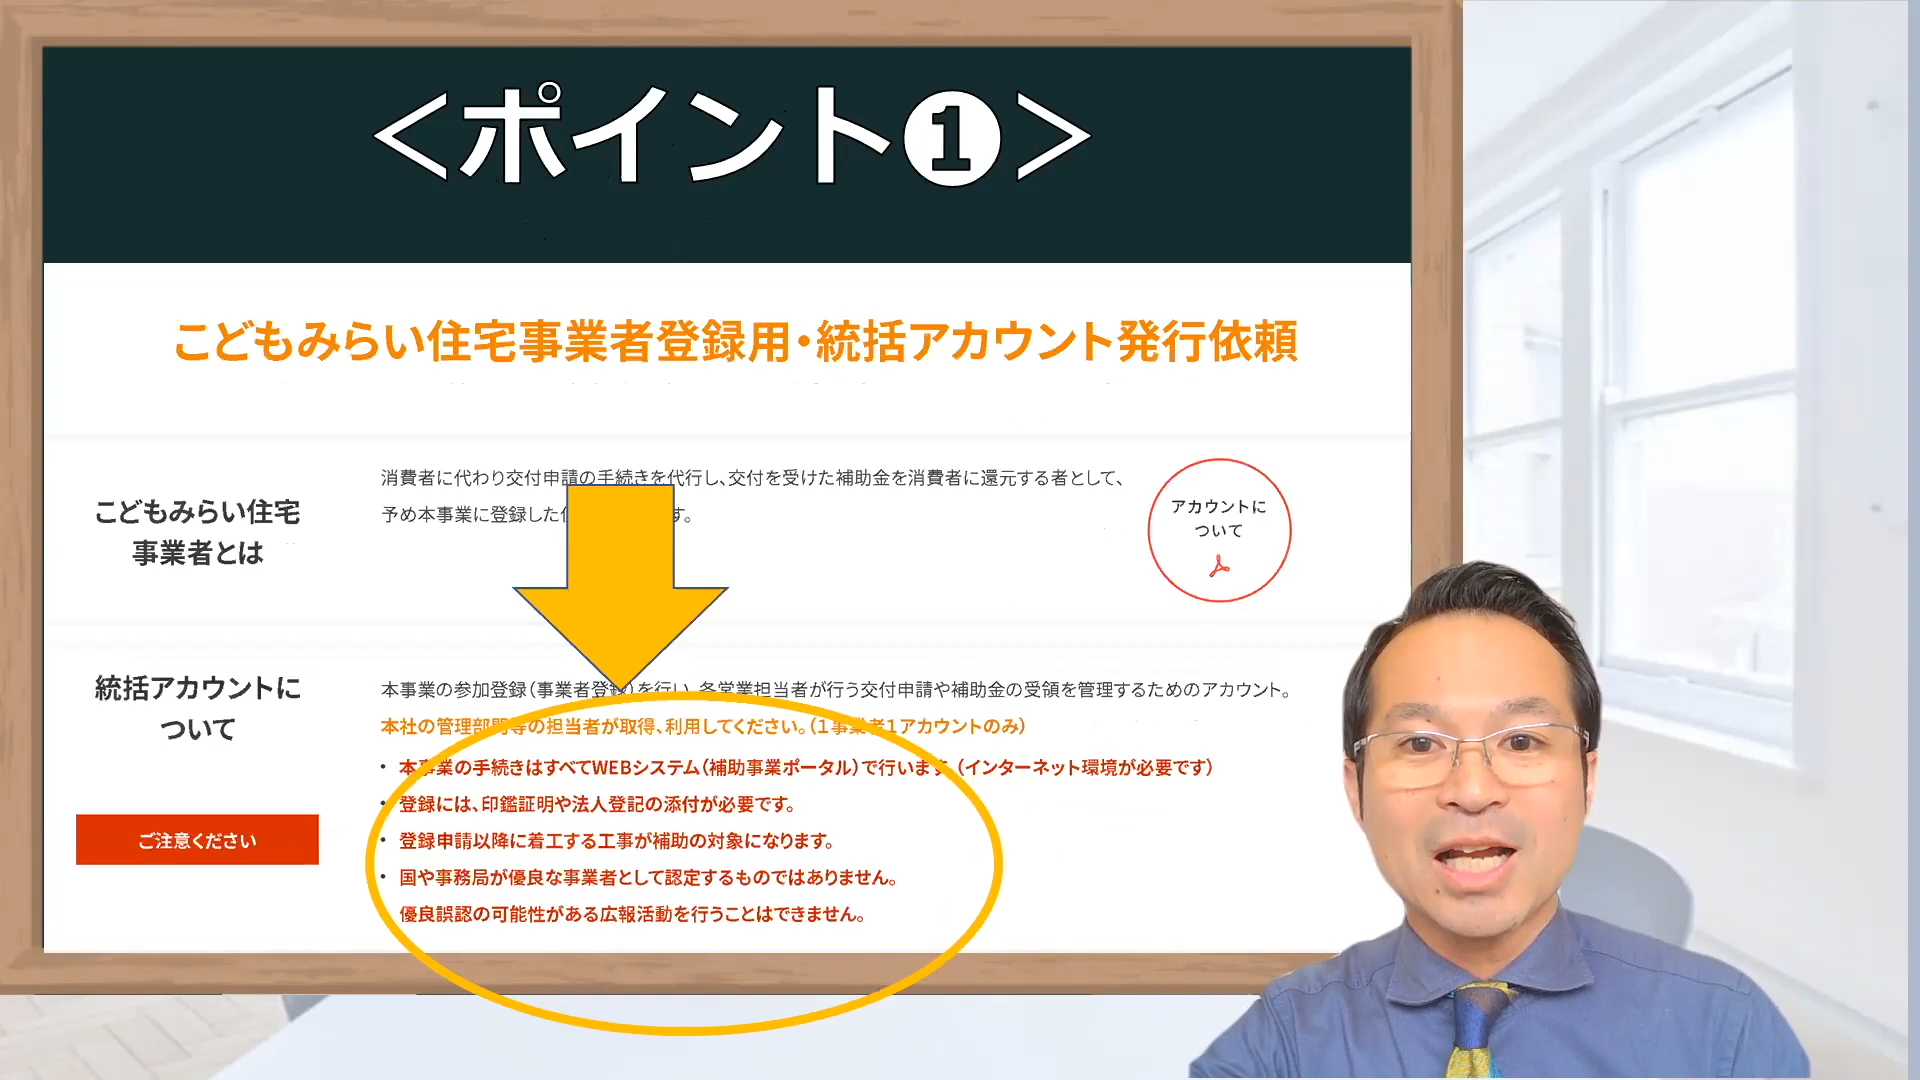 <ポイント❶>
こどもみらい住宅事業者登録用・統括アカウント発行依頼
こどもみらい住宅
事業者とは
消費者に代わり交付申請の手続きを代行し、交付を受けた補助金を消費者に還元する者として、
予め本事業に登録した す。
アカウントに
ついて
統括アカウントに
ついて
本事業の参加登録(事業者登録)を行い、各営業担当者が行う交付申請や補助金の受領を管理するためのアカウント。
本社の管理部門等の担当者が取得、利用してください。(1事業者1アカウントのみ)
・本事業の手続きはすべてWEBシステム(補助事業ポータル)で行います(インターネット環境が必要です)
・登録には、印鑑証明や法人登記の添付が必要です。
ご注意ください
・登録申請以降に着工する工事が補助の対象になります。
・国や事務局が優良な事業者として認定するものではありません。
優良誤認の可能性がある広報活動を行うことはできません。